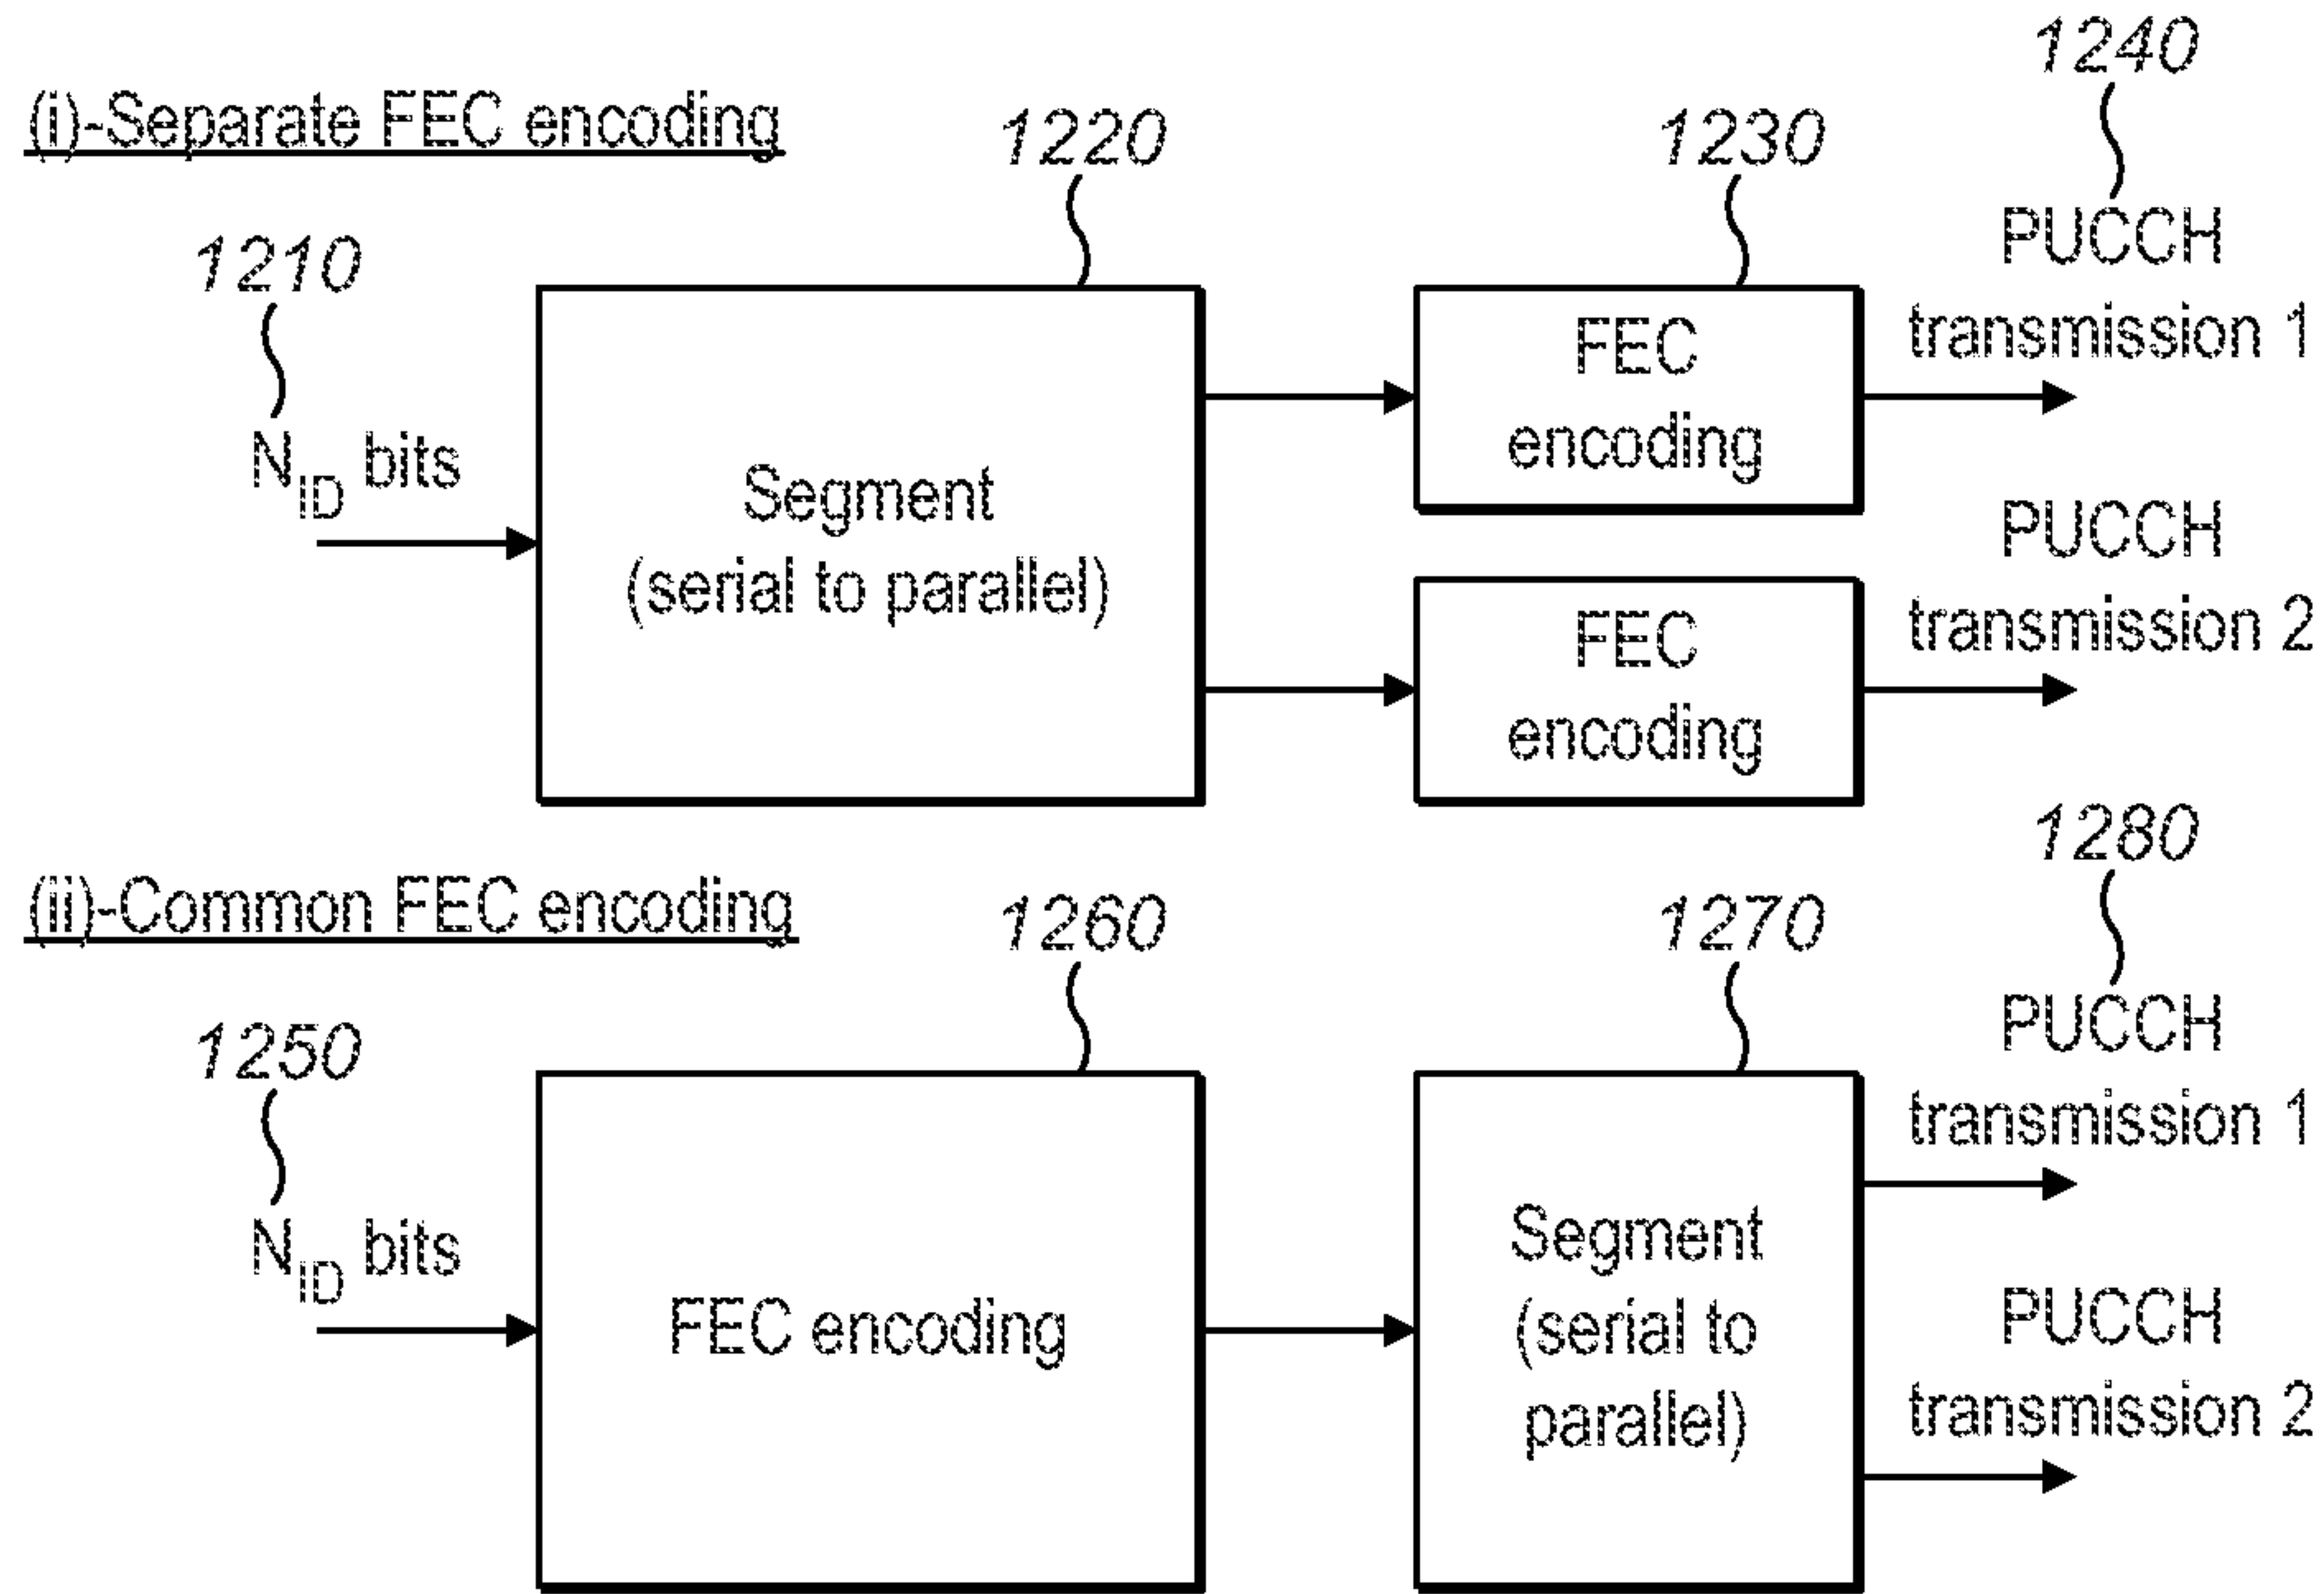 1240
(i)-Separate FEC encoding
1220
1230
PUCCH
transmission 1
1210
N_ID bits
Segment
(serial to parallel)
FEC
encoding
PUCCH
transmission 2
FEC
encoding
1280
(ii)-Common FEC encoding
1260
1270
PUCCH
transmission 1
1250
N_ID bits
FEC encoding
Segment
(serial to
parallel)
PUCCH
transmission 2